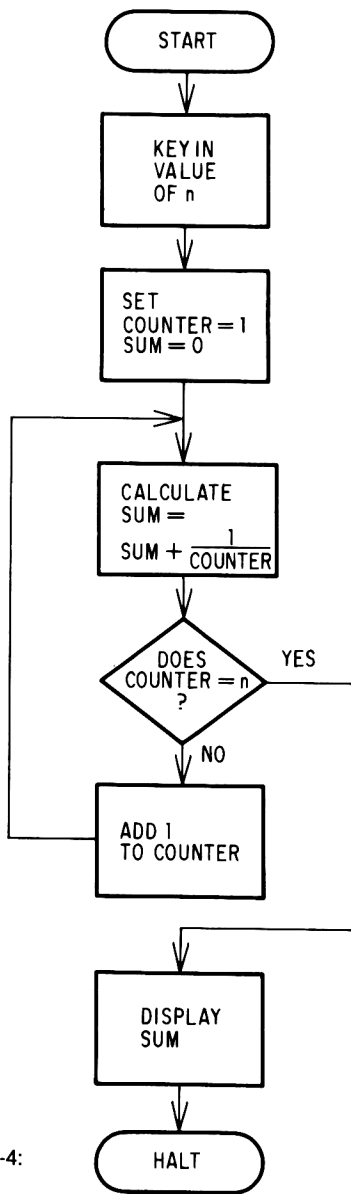 START
KEY IN
VALUE
OF n
SET
COUNTER = 1
SUM = 0
CALCULATE
SUM =
SUM + 1/COUNTER
DOES
COUNTER = n
?
YES
NO
ADD 1
TO COUNTER
DISPLAY
SUM
-4:
HALT